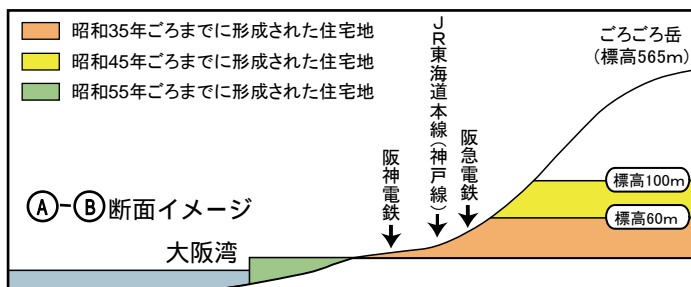 昭和35年ごろまでに形成された住宅地
昭和45年ごろまでに形成された住宅地
昭和55年ごろまでに形成された住宅地
ごろごろ岳
(標高565m)
JR東海道本線(神戸線)
阪急電鉄
阪神電鉄
標高100m
標高60m
Ⓐ-Ⓑ断面イメージ
大阪湾